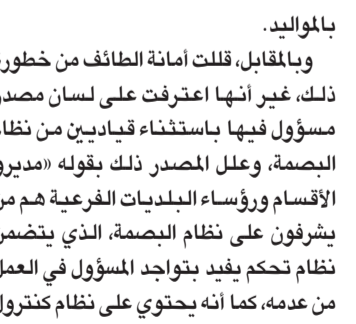 بالمواليد.
وبالمقابل، قللت أمانة الطائف من خطورة
ذلك، غير أنها اعترفت على لسان مصدر
مسؤول فيها باستثناء قياديين من نظام
البصمة، وعلل المصدر ذلك بقوله «مديرو
الأقسام ورؤساء البلديات الفرعية هم من
يشرفون على نظام البصمة، الذي يتضمن
نظام تحكم يفيد بتواجد المسؤول في العمل
من عدمه، كما أنه يحتوي على نظام كنترول